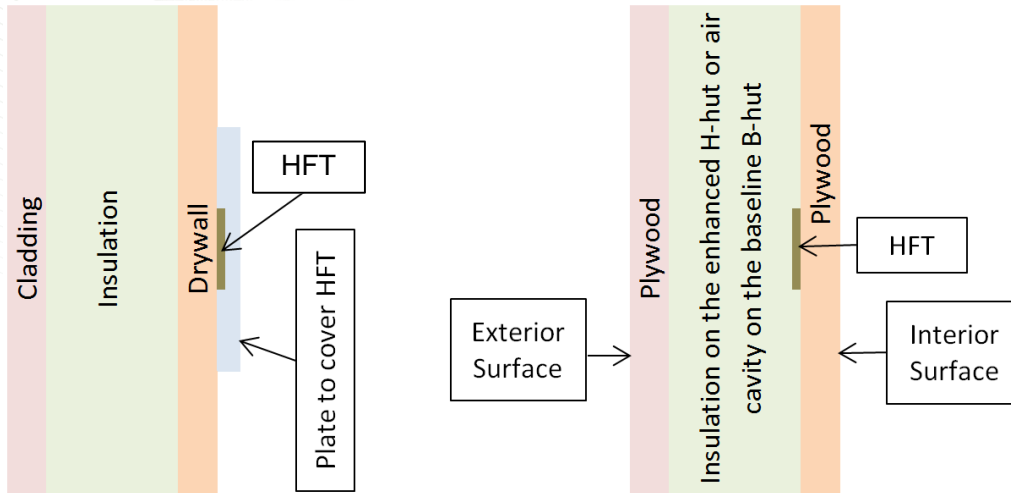 Cladding
Insulation
Drywall
HFT
Plate to cover HFT
Exterior
Surface
Plywood
Insulation on the enhanced H-hut or air
cavity on the baseline B-hut
Plywood
HFT
Interior
Surface